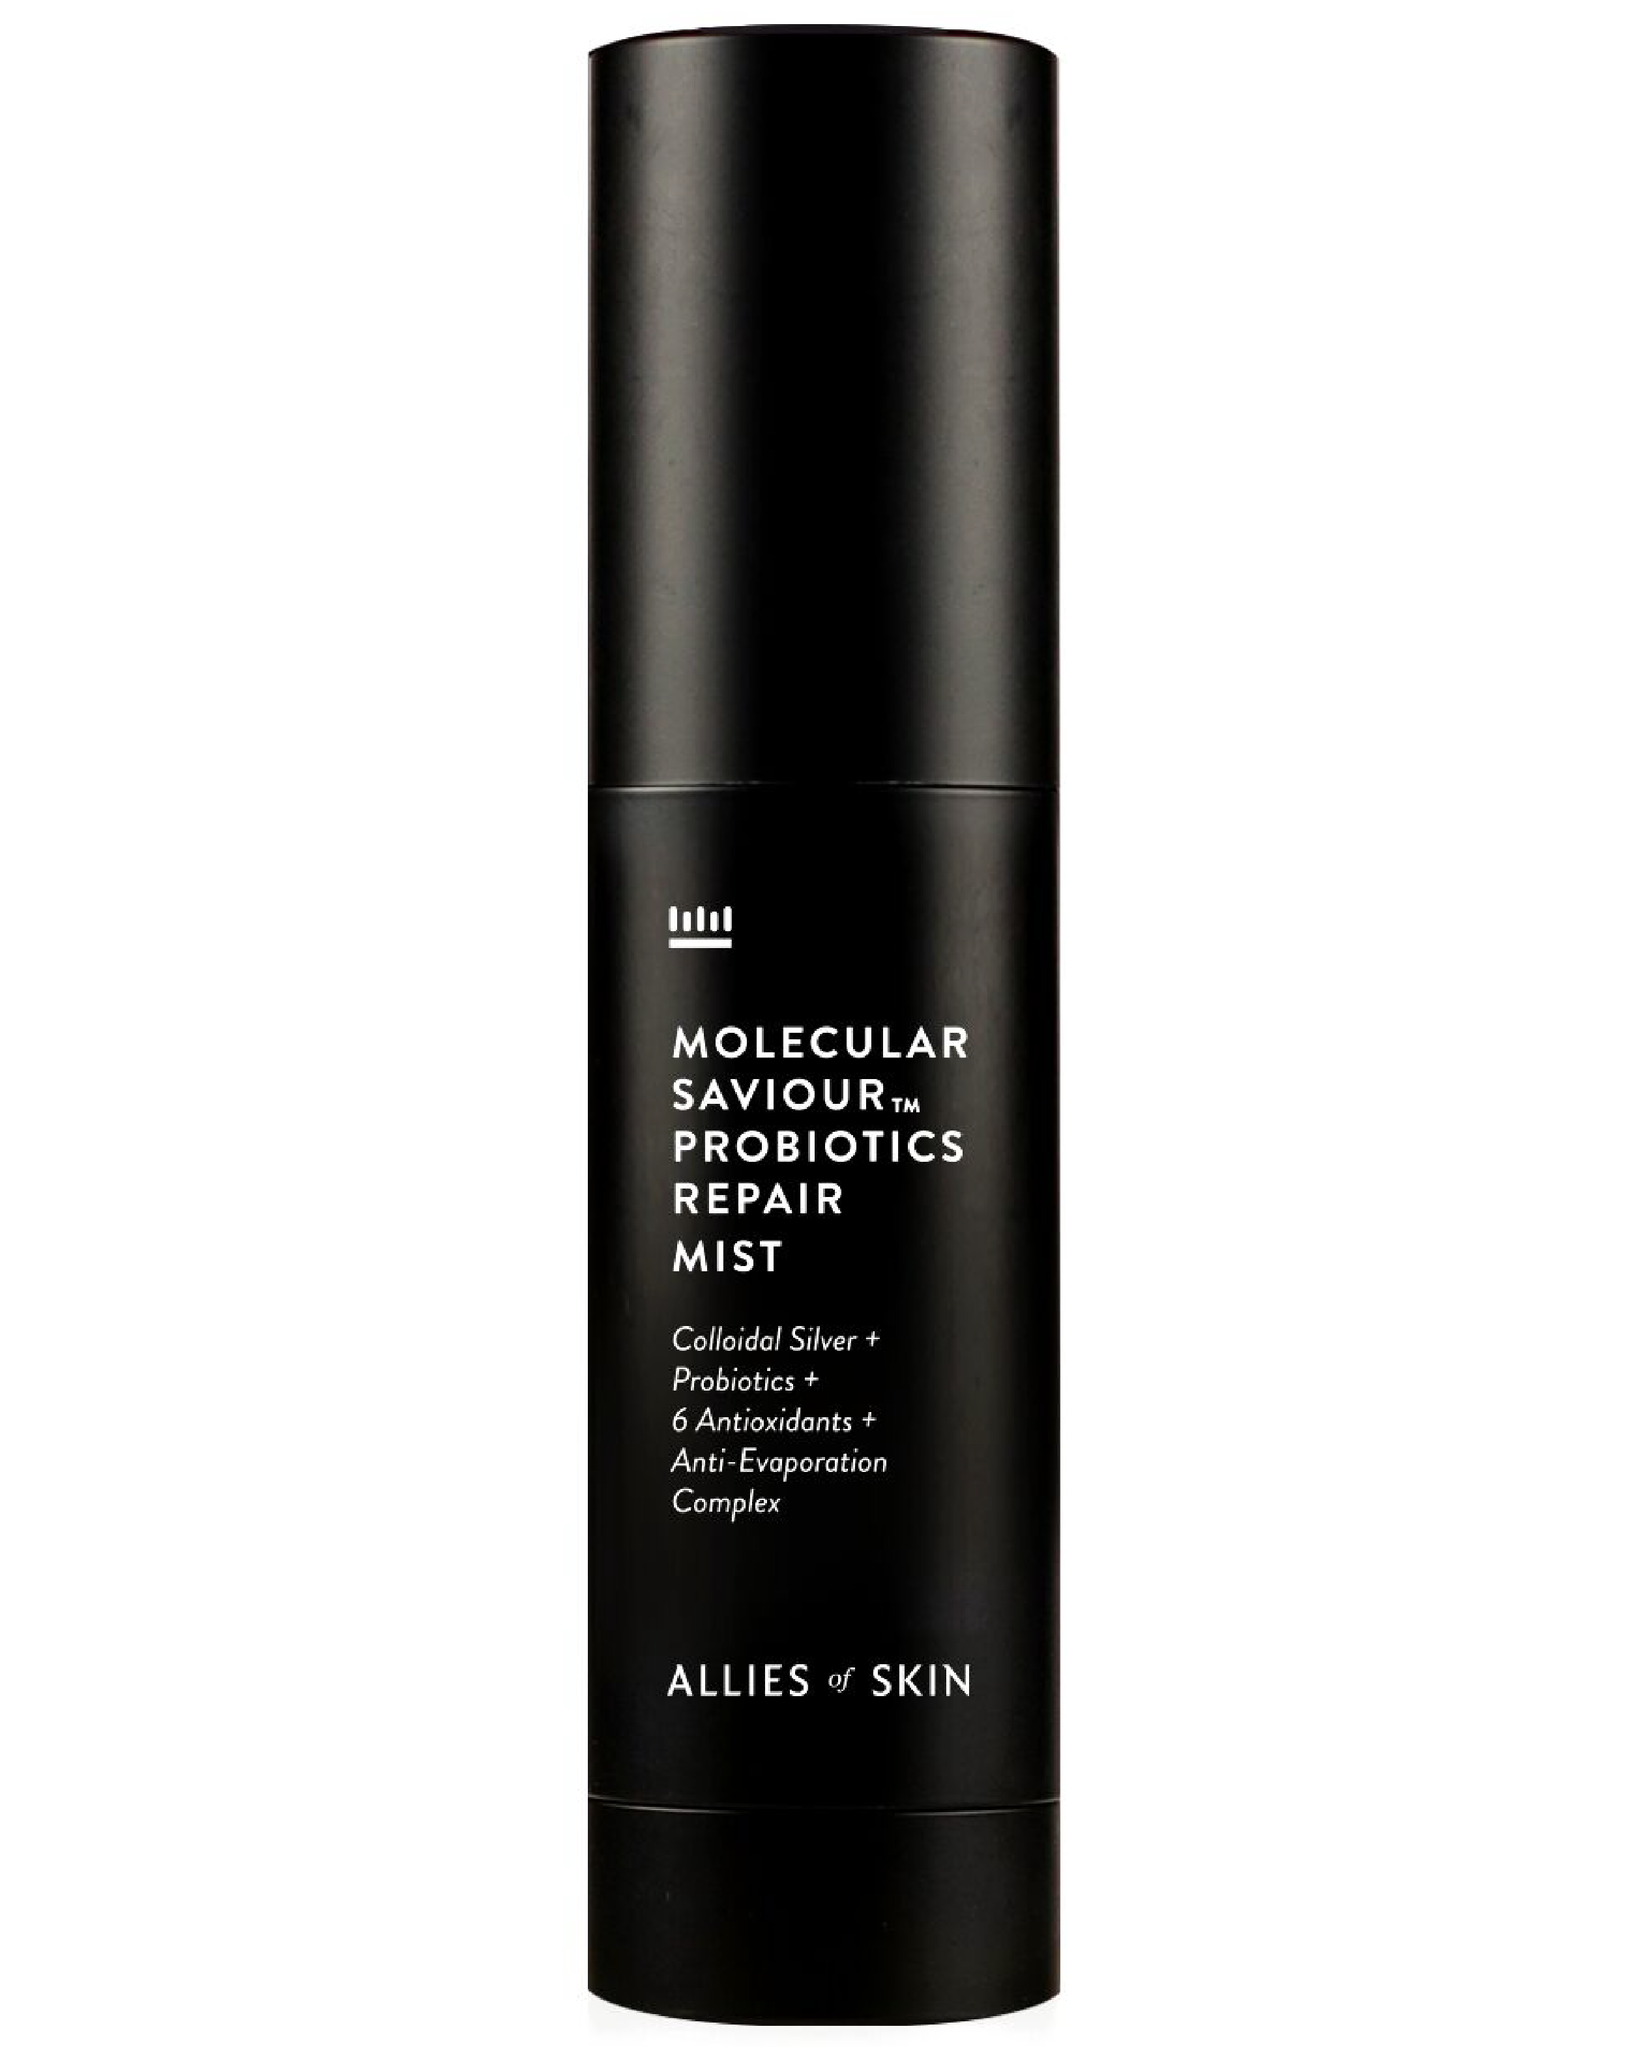 MOLECULAR
SAVIOUR™
PROBIOTICS
REPAIR
MIST
Colloidal Silver +
Probiotics +
6 Antioxidants +
Anti-Evaporation
Complex
ALLIES of SKIN